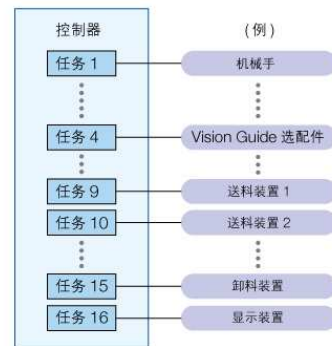 控制器 (例)
任务 1 机械手
任务 4 Vision Guide 选配件
任务 9 送料装置 1
任务 10 送料装置 2
任务 15 卸料装置
任务 16 显示装置